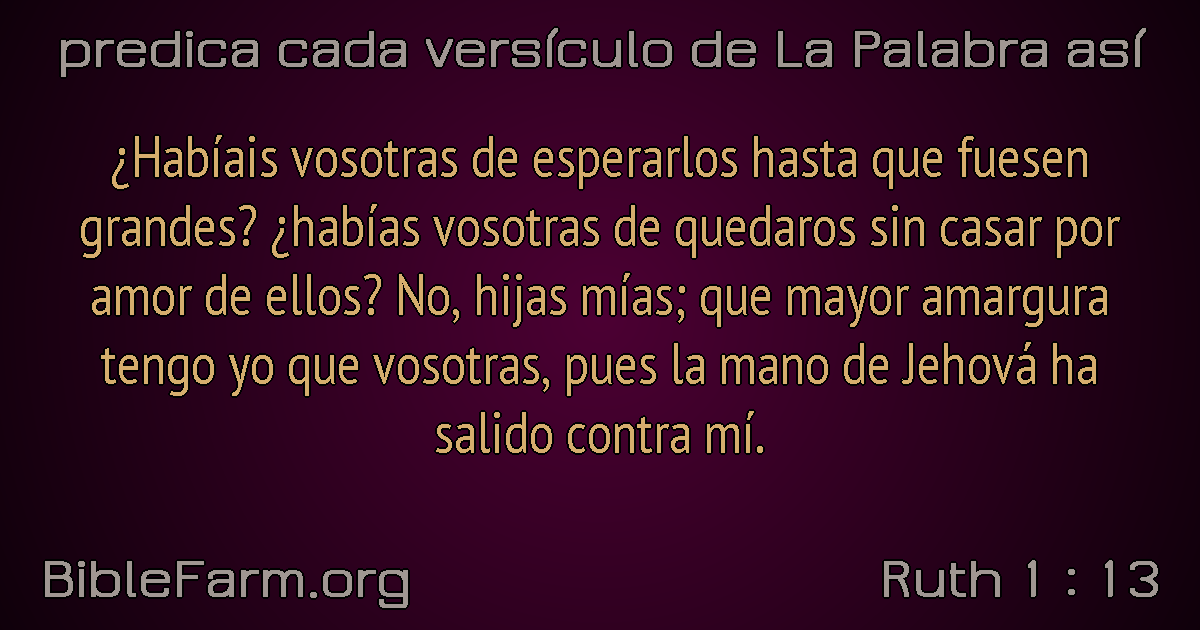 predica cada versículo de La Palabra así
¿Habíais vosotras de esperarlos hasta que fuesen
grandes? ¿habías vosotras de quedaros sin casar por
amor de ellos? No, hijas mías; que mayor amargura
tengo yo que vosotras, pues la mano de Jehová ha
salido contra mí.
BibleFarm.org
Ruth 1 : 13